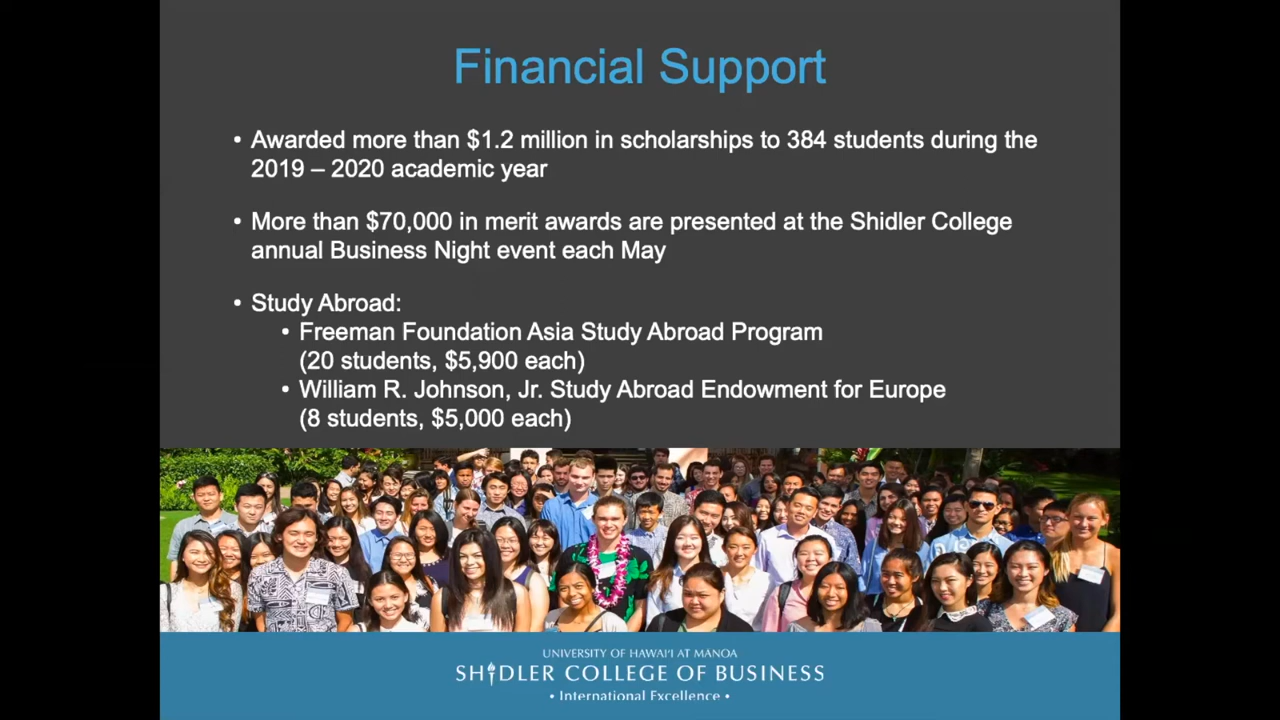 Financial Support
• Awarded more than $1.2 million in scholarships to 384 students during the
2019 – 2020 academic year
• More than $70,000 in merit awards are presented at the Shidler College
annual Business Night event each May
• Study Abroad:
• Freeman Foundation Asia Study Abroad Program
(20 students, $5,900 each)
• William R. Johnson, Jr. Study Abroad Endowment for Europe
(8 students, $5,000 each)
UNIVERSITY OF HAWAI‘I AT MĀNOA
SHIDLER COLLEGE OF BUSINESS
• International Excellence •